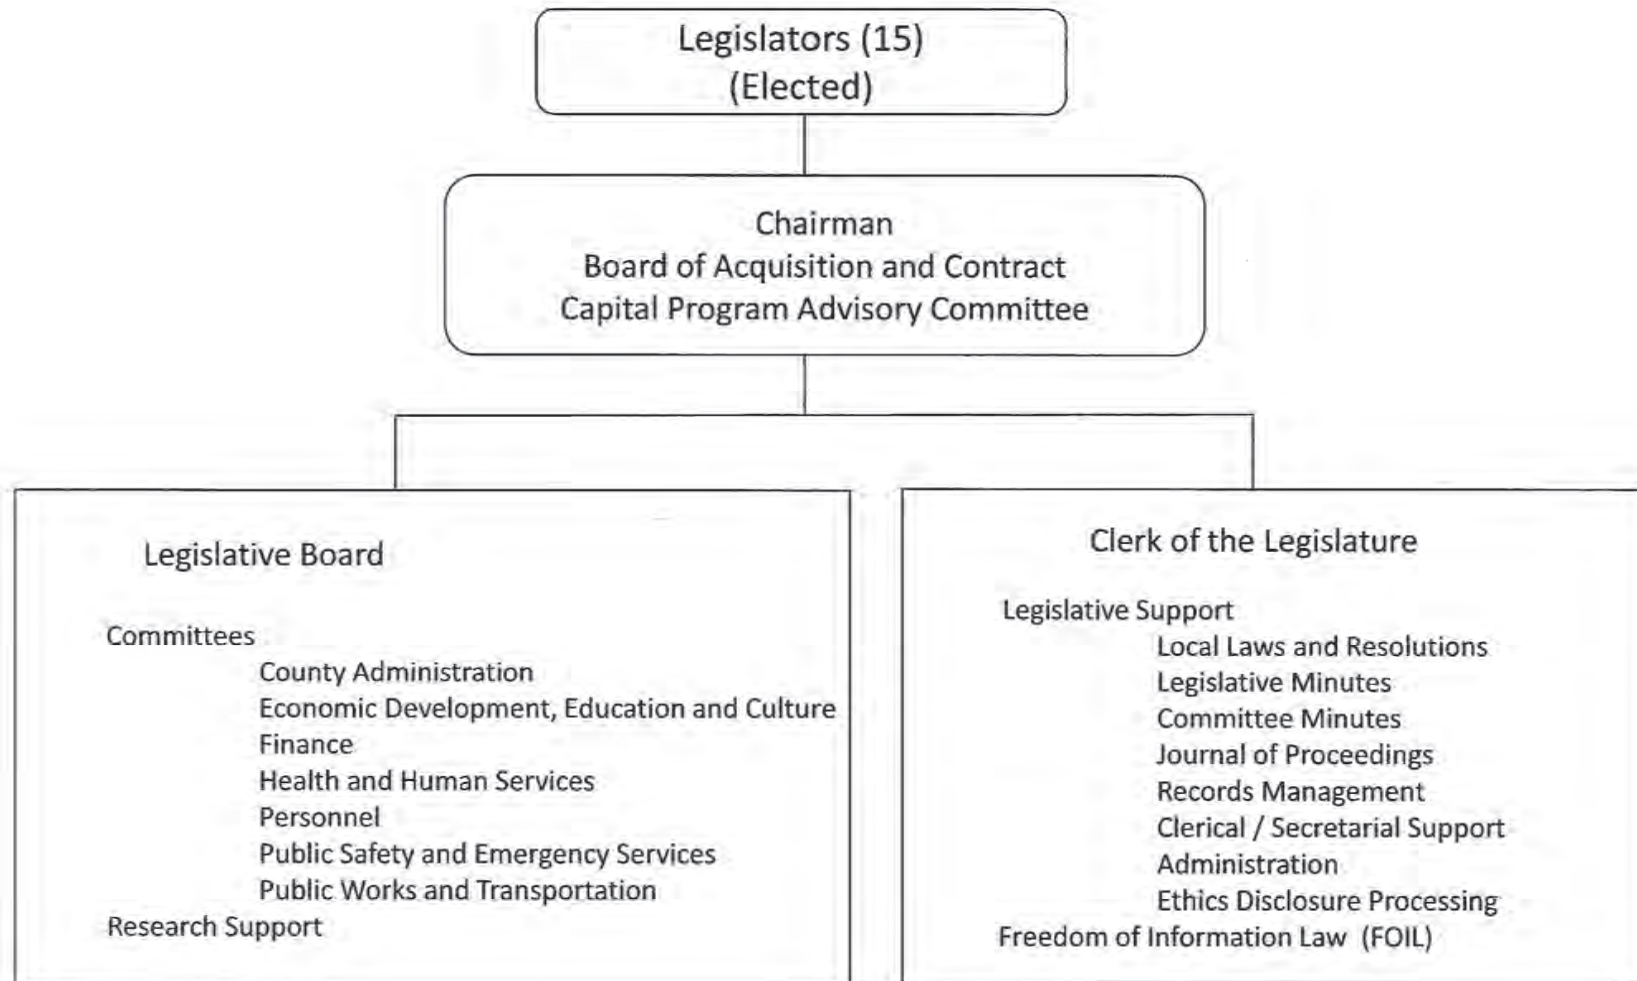 Legislators (15)
(Elected)
Chairman
Board of Acquisition and Contract
Capital Program Advisory Committee
Legislative Board
Committees
County Administration
Economic Development, Education and Culture
Finance
Health and Human Services
Personnel
Public Safety and Emergency Services
Public Works and Transportation
Research Support
Clerk of the Legislature
Legislative Support
Local Laws and Resolutions
Legislative Minutes
Committee Minutes
Journal of Proceedings
Records Management
Clerical / Secretarial Support
Administration
Ethics Disclosure Processing
Freedom of Information Law (FOIL)